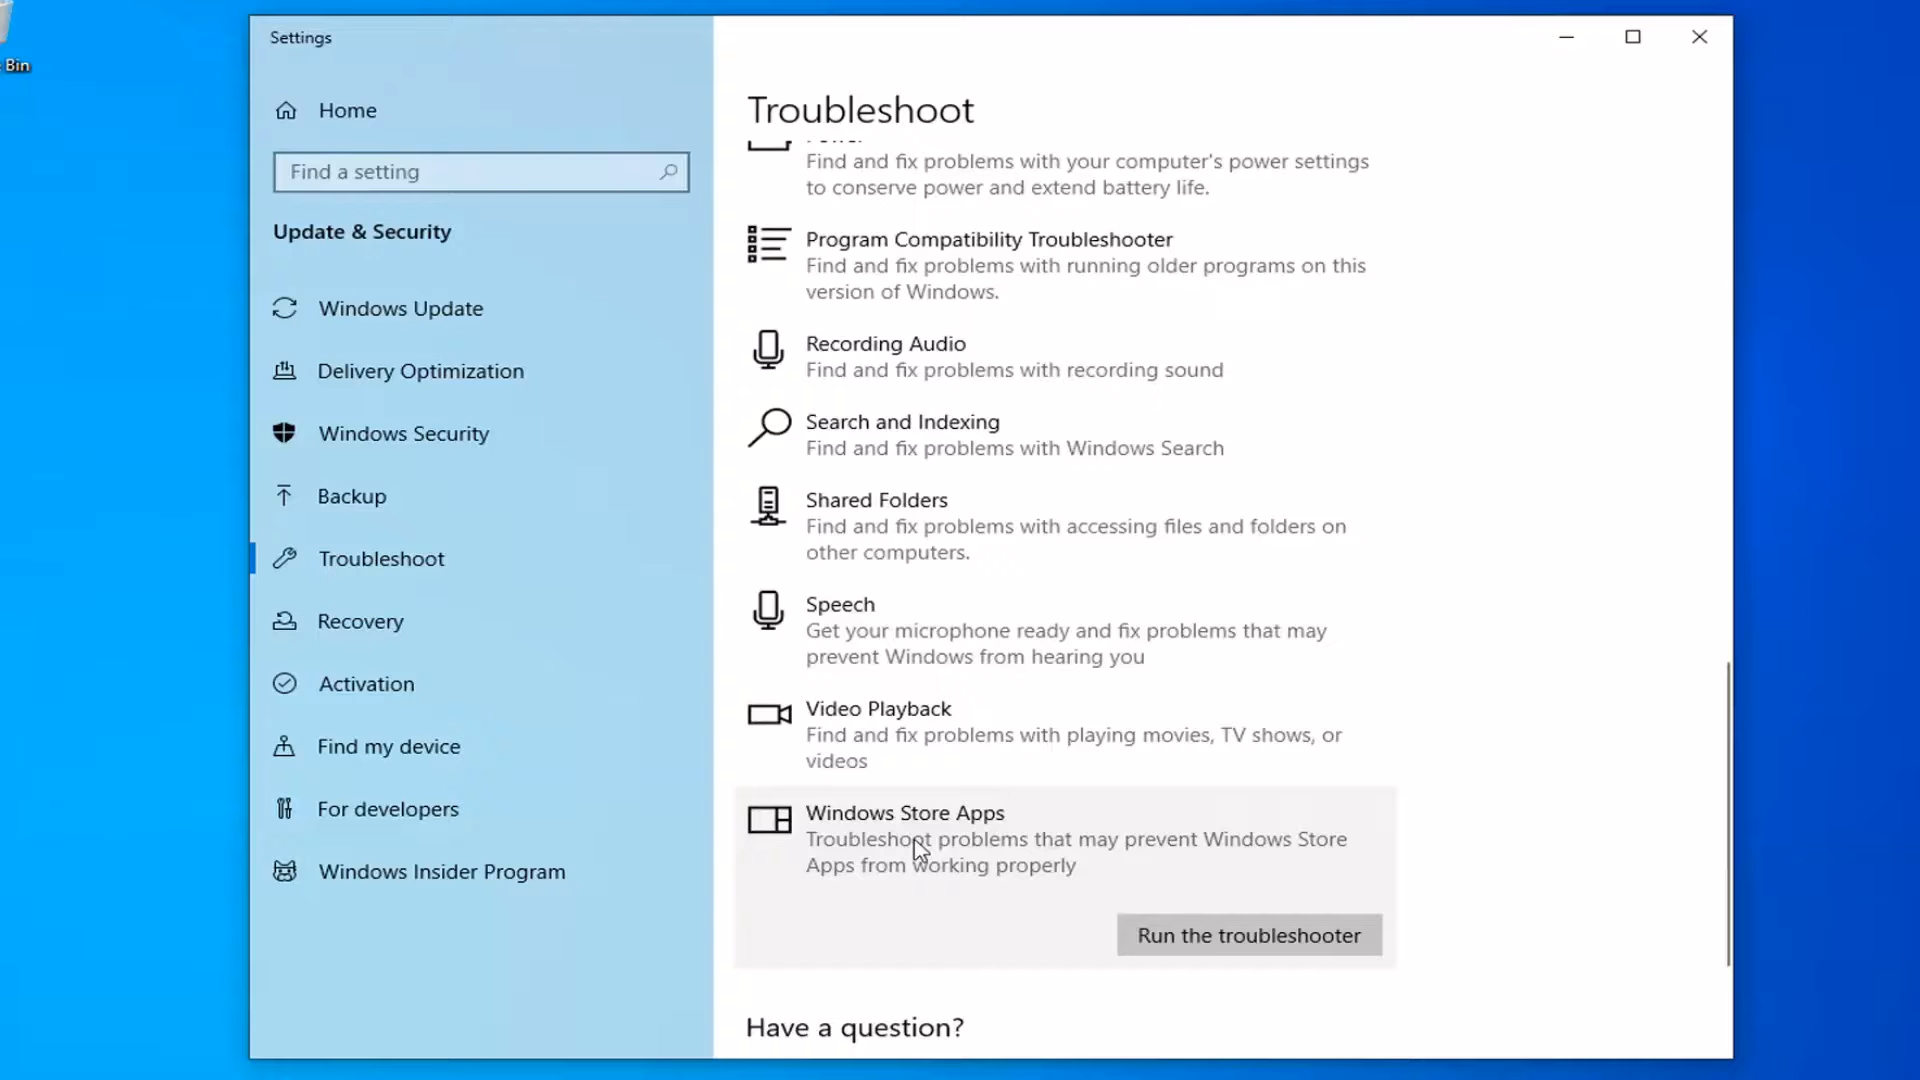 Bin
Settings
Home
Find a setting
Update & Security
Windows Update
Delivery Optimization
Windows Security
Backup
Troubleshoot
Recovery
Activation
Find my device
For developers
Windows Insider Program
Troubleshoot
Power
Find and fix problems with your computer's power settings
to conserve power and extend battery life.
Program Compatibility Troubleshooter
Find and fix problems with running older programs on this
version of Windows.
Recording Audio
Find and fix problems with recording sound
Search and Indexing
Find and fix problems with Windows Search
Shared Folders
Find and fix problems with accessing files and folders on
other computers.
Speech
Get your microphone ready and fix problems that may
prevent Windows from hearing you
Video Playback
Find and fix problems with playing movies, TV shows, or
videos
Windows Store Apps
Troubleshoot problems that may prevent Windows Store
Apps from working properly
Run the troubleshooter
Have a question?